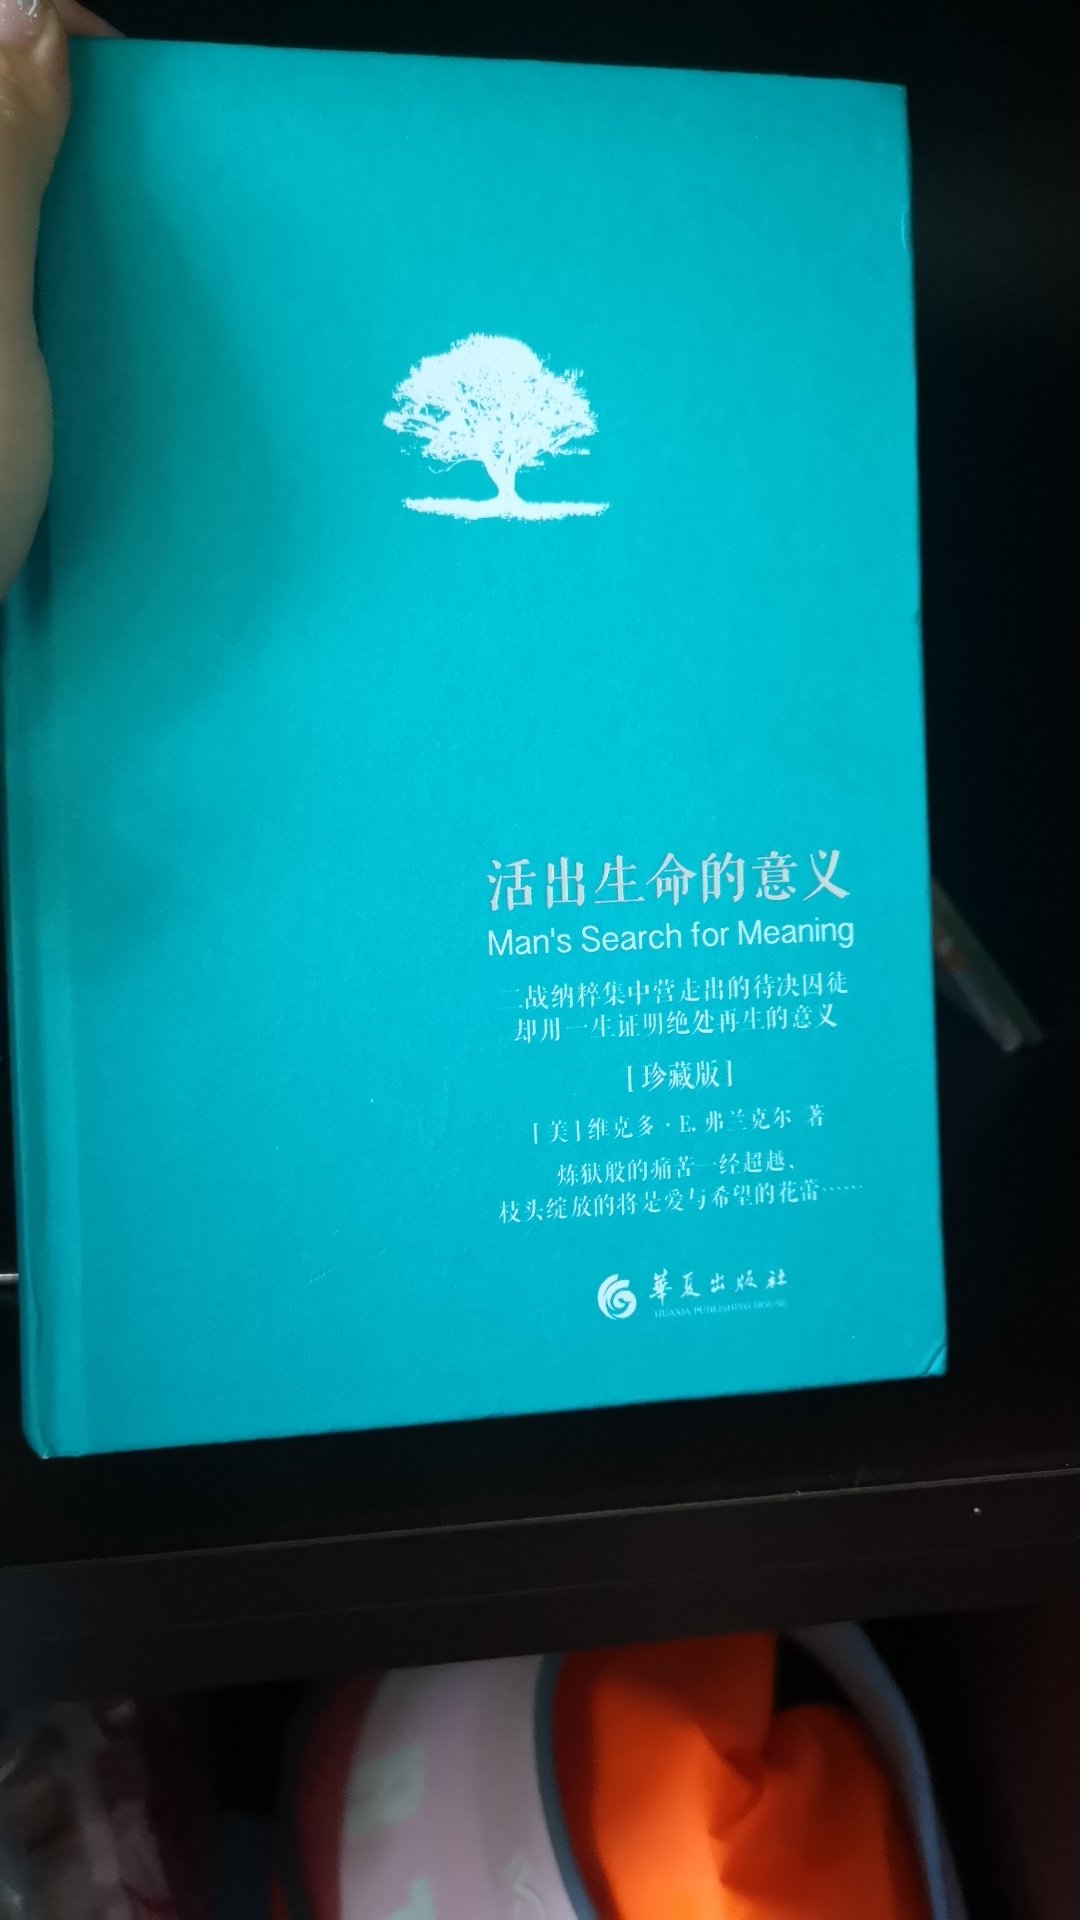 活出生命的意义
Man's Search for Meaning
二战纳粹集中营走出的待决囚徒
却用一生证明绝处再生的意义
[珍藏版]
[美]维克多·E.弗兰克尔 著
炼狱般的痛苦一经超越，
枝头绽放的将是爱与希望的花蕾……
華夏出版社
HUAXIA PUBLISHING HOUSE